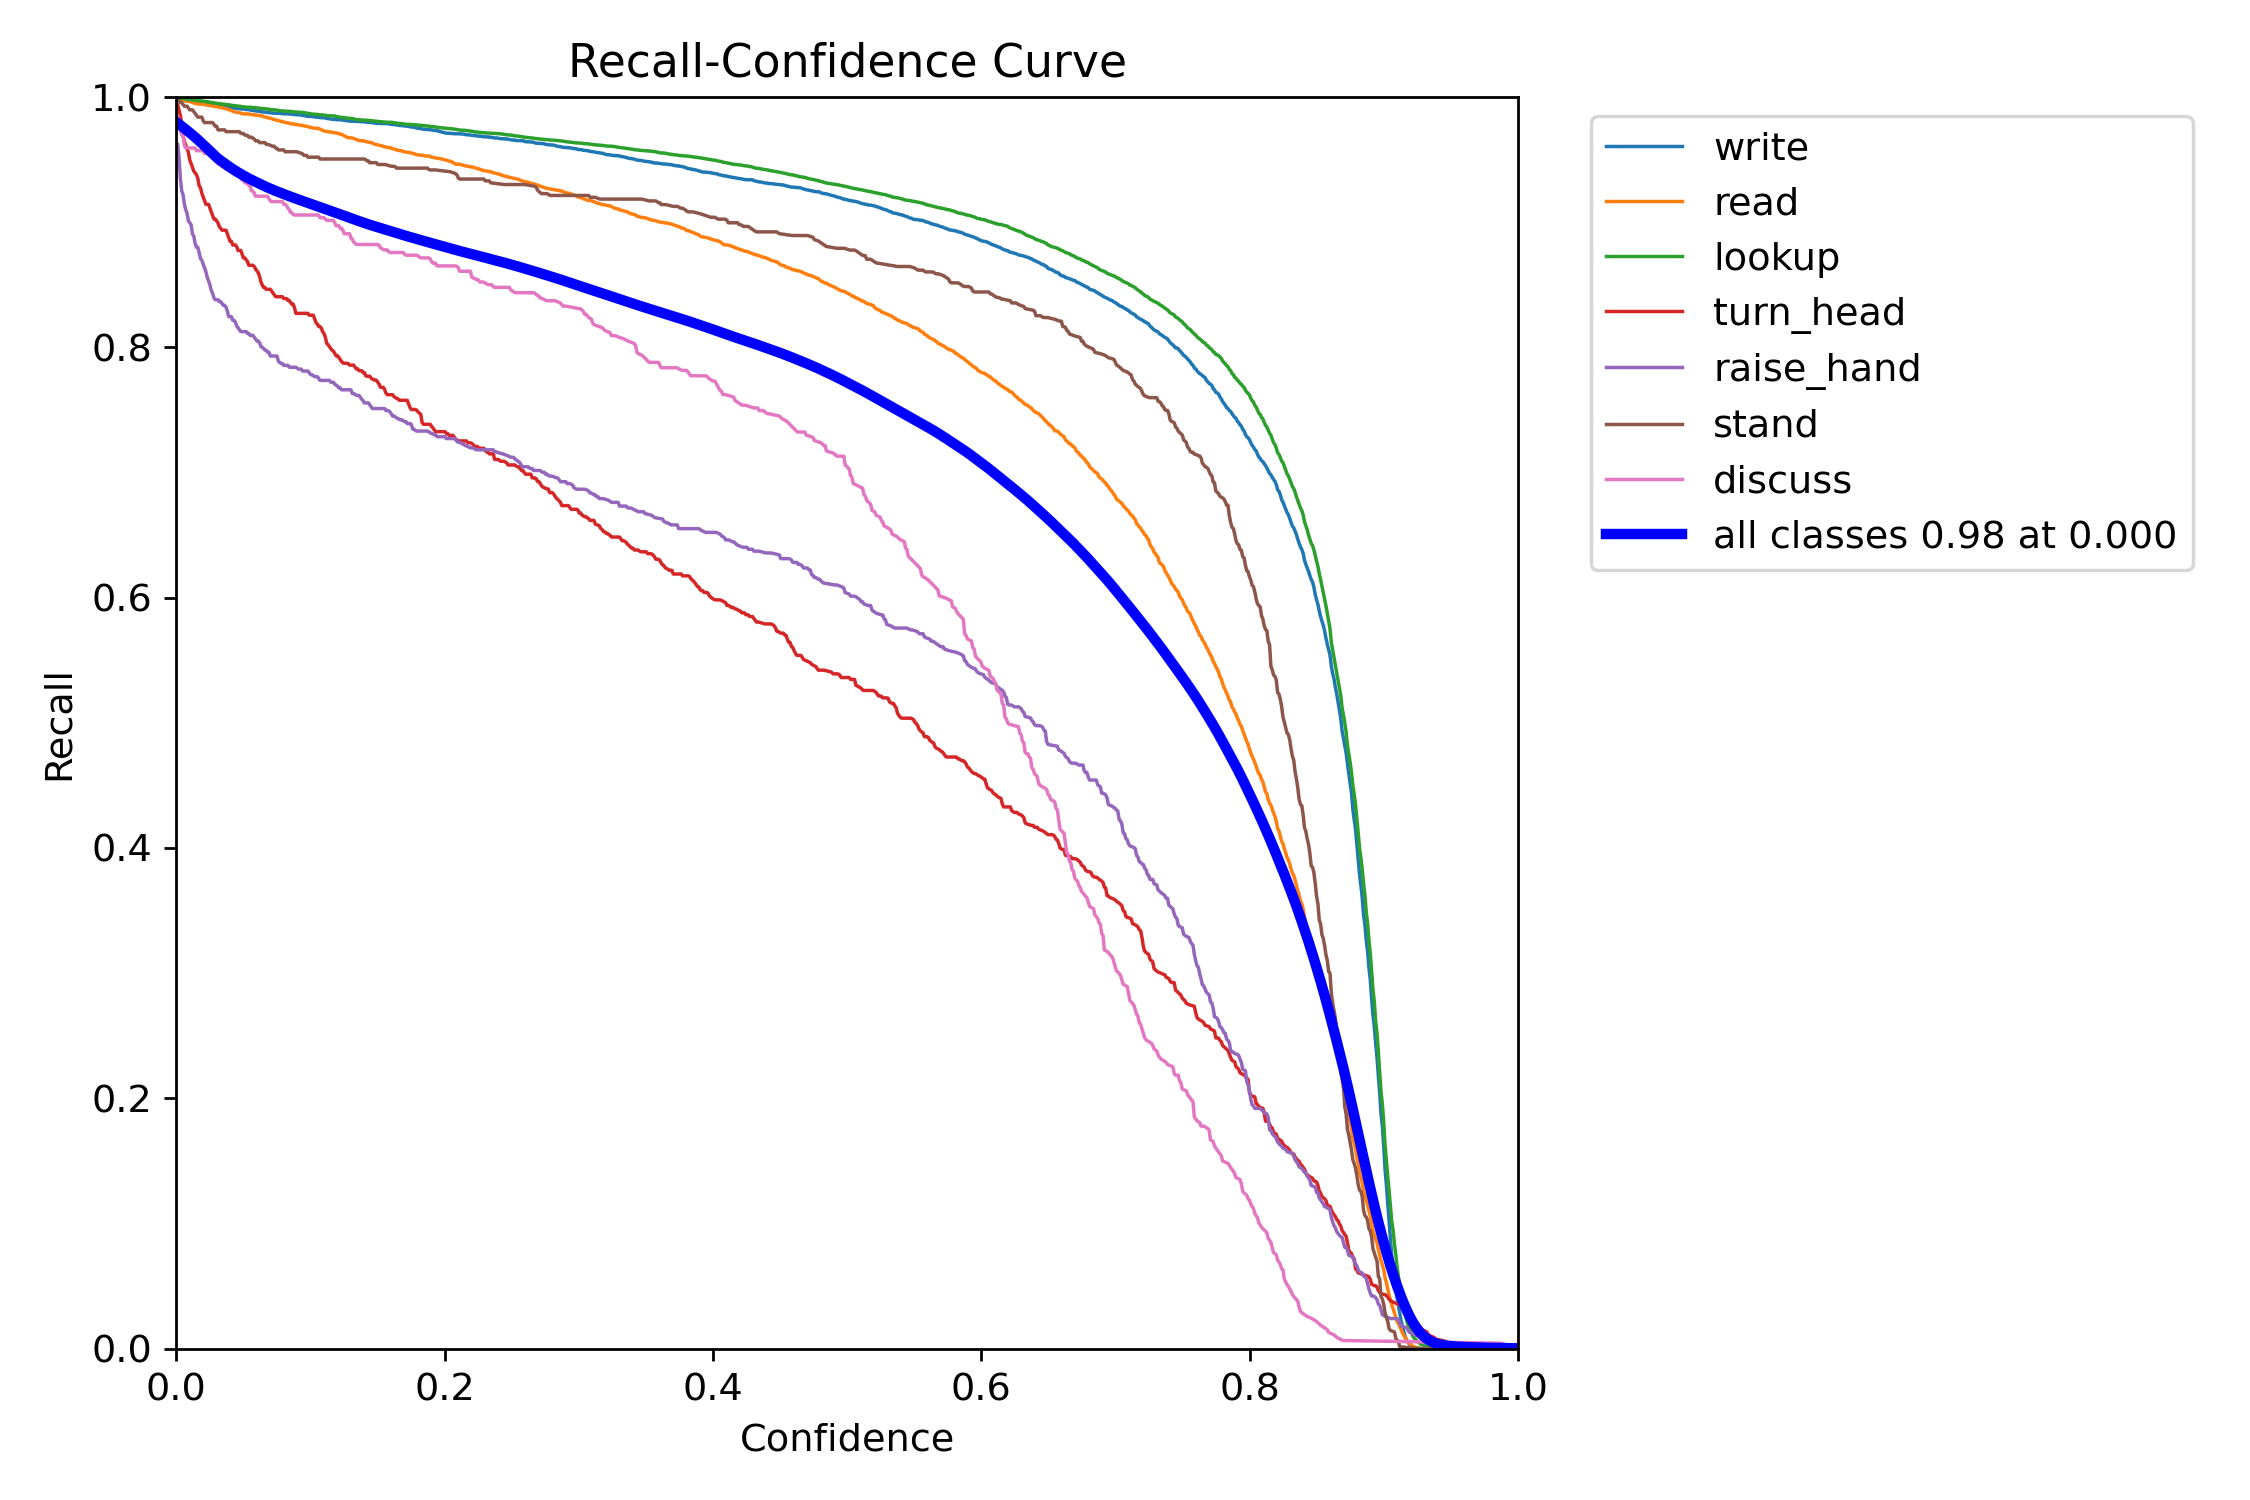 Recall-Confidence Curve
1.0
0.8
0.6
0.4
0.2
0.0
Recall
0.0 0.2 0.4 0.6 0.8 1.0
Confidence
write
read
lookup
turn_head
raise_hand
stand
discuss
all classes 0.98 at 0.000